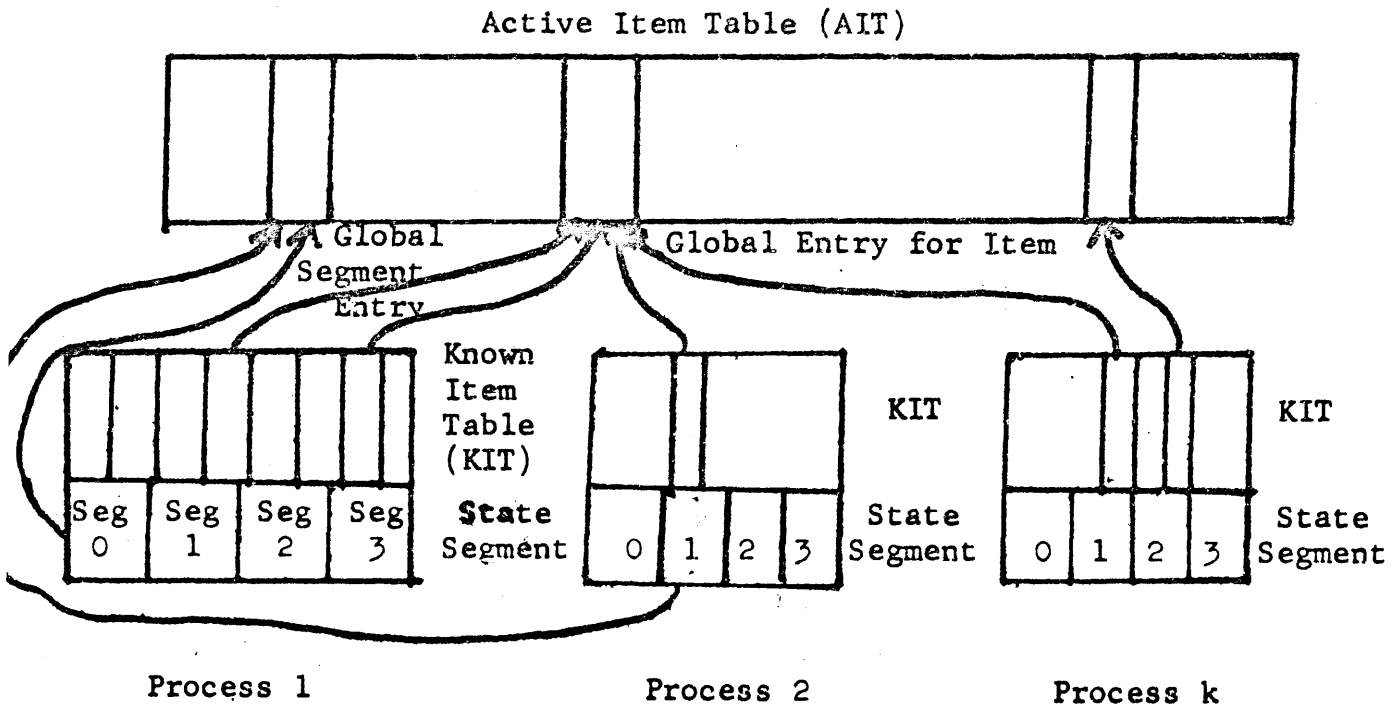 Active Item Table (AIT)
Global
Segment
Entry
Global Entry for Item
Known
Item
Table
(KIT)
KIT
KIT
Seg
0
Seg
1
Seg
2
Seg
3
State
Segment
0 1 2 3
State
Segment
0 1 2 3
State
Segment
Process 1
Process 2
Process k